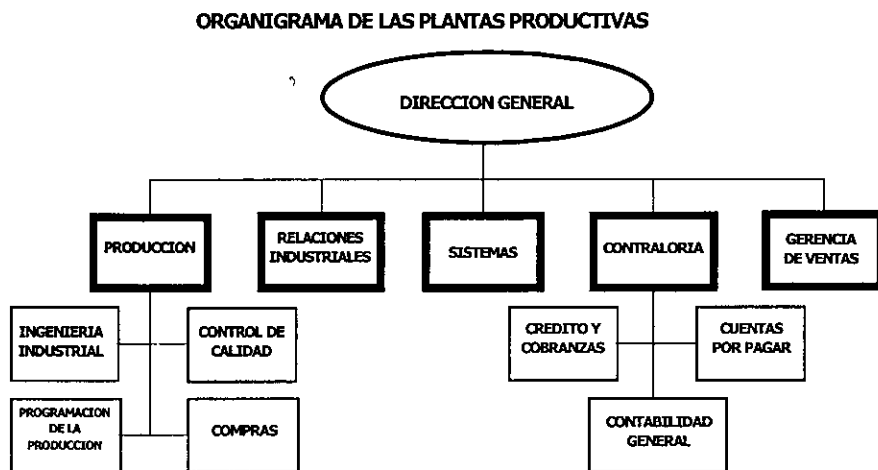 ORGANIGRAMA DE LAS PLANTAS PRODUCTIVAS
DIRECCION GENERAL
PRODUCCION
RELACIONES
INDUSTRIALES
SISTEMAS
CONTRALORIA
GERENCIA
DE VENTAS
INGENIERIA
INDUSTRIAL
CONTROL DE
CALIDAD
CREDITO Y
COBRANZAS
CUENTAS
POR PAGAR
PROGRAMACION
DE LA
PRODUCCION
COMPRAS
CONTABILIDAD
GENERAL